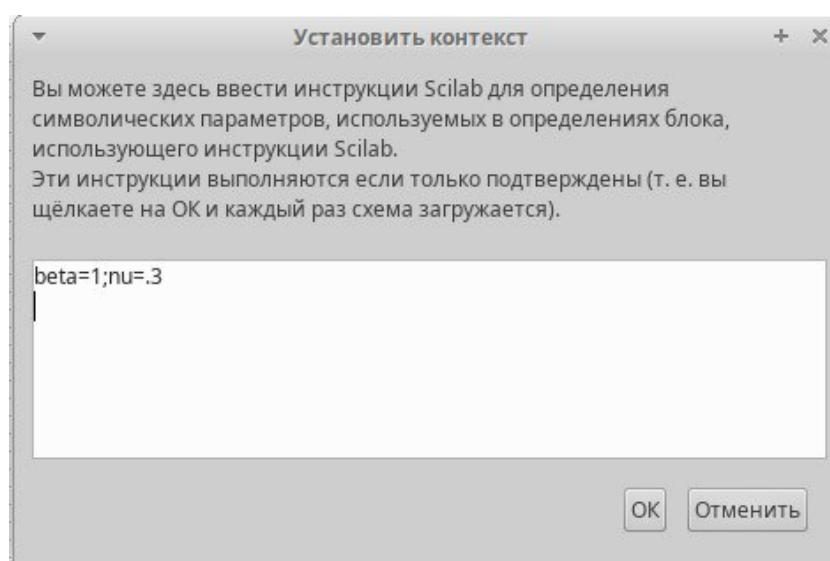 Установить контекст
Вы можете здесь ввести инструкции Scilab для определения
символических параметров, используемых в определениях блока,
использующего инструкции Scilab.
Эти инструкции выполняются если только подтверждены (т. е. вы
щёлкаете на ОК и каждый раз схема загружается).
beta=1;nu=.3
ОК
Отменить